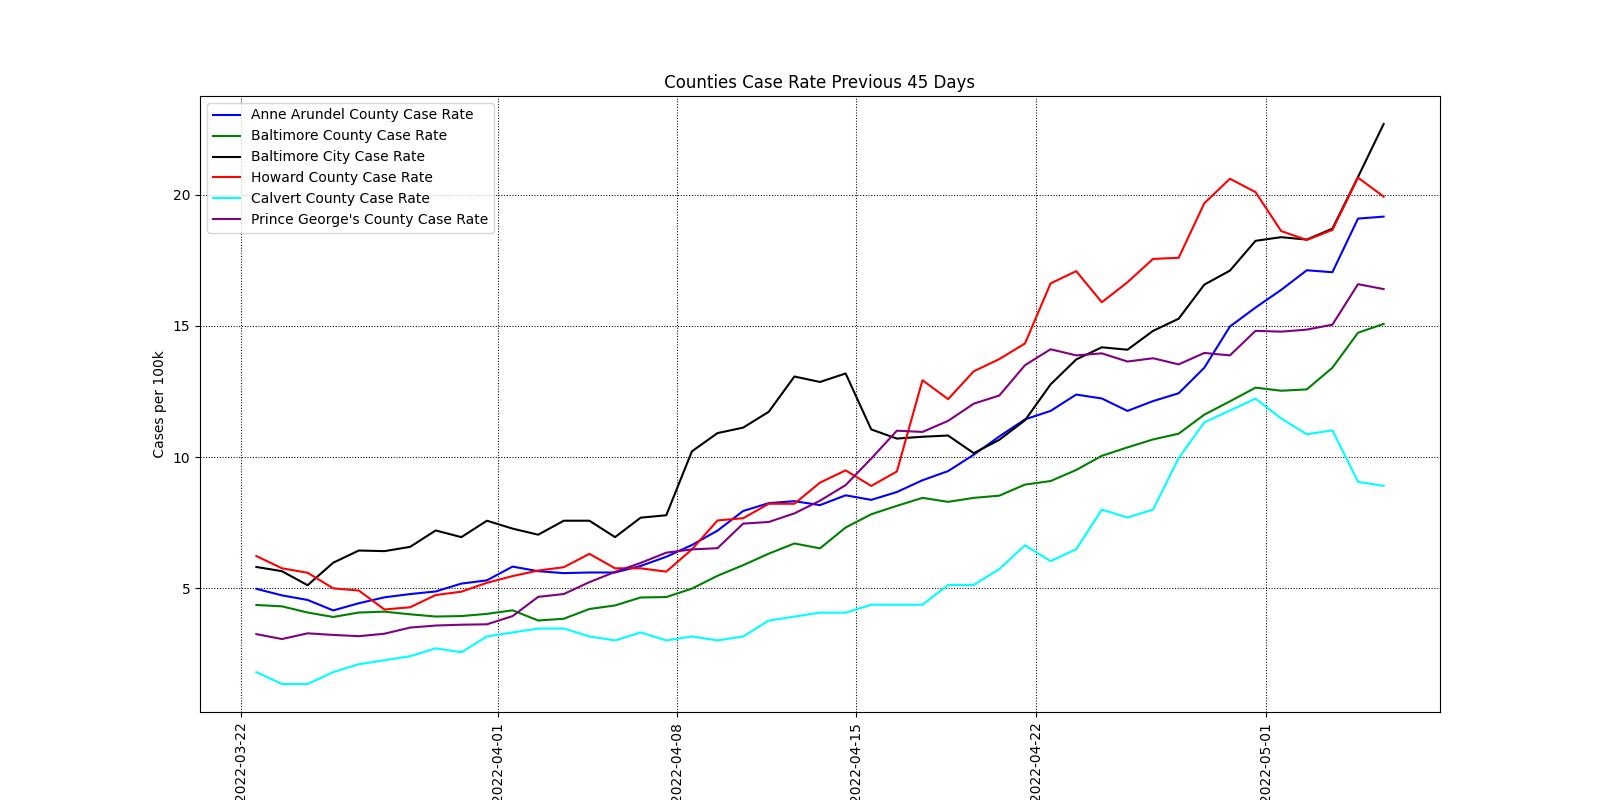 Counties Case Rate Previous 45 Days
Anne Arundel County Case Rate
Baltimore County Case Rate
Baltimore City Case Rate
Howard County Case Rate
Calvert County Case Rate
Prince George's County Case Rate
20
15
10
5
Cases per 100k
2022-03-22
2022-04-01
2022-04-08
2022-04-15
2022-04-22
2022-05-01